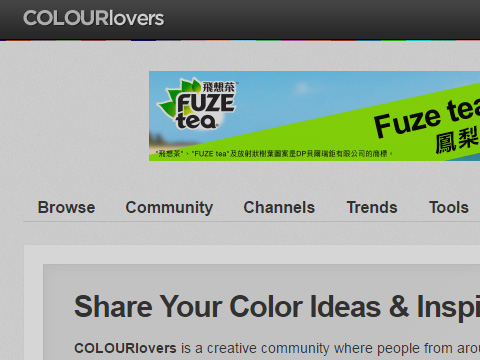 COLOURlovers
飛想茶
FUZE
tea
Fuze tea
鳳梨
"飛想茶"、"FUZE tea"及放射狀樹葉圖案是DP貝爾瑞鉅有限公司的商標。
Browse Community Channels Trends Tools
Share Your Color Ideas & Inspi
COLOURlovers is a creative community where people from arou